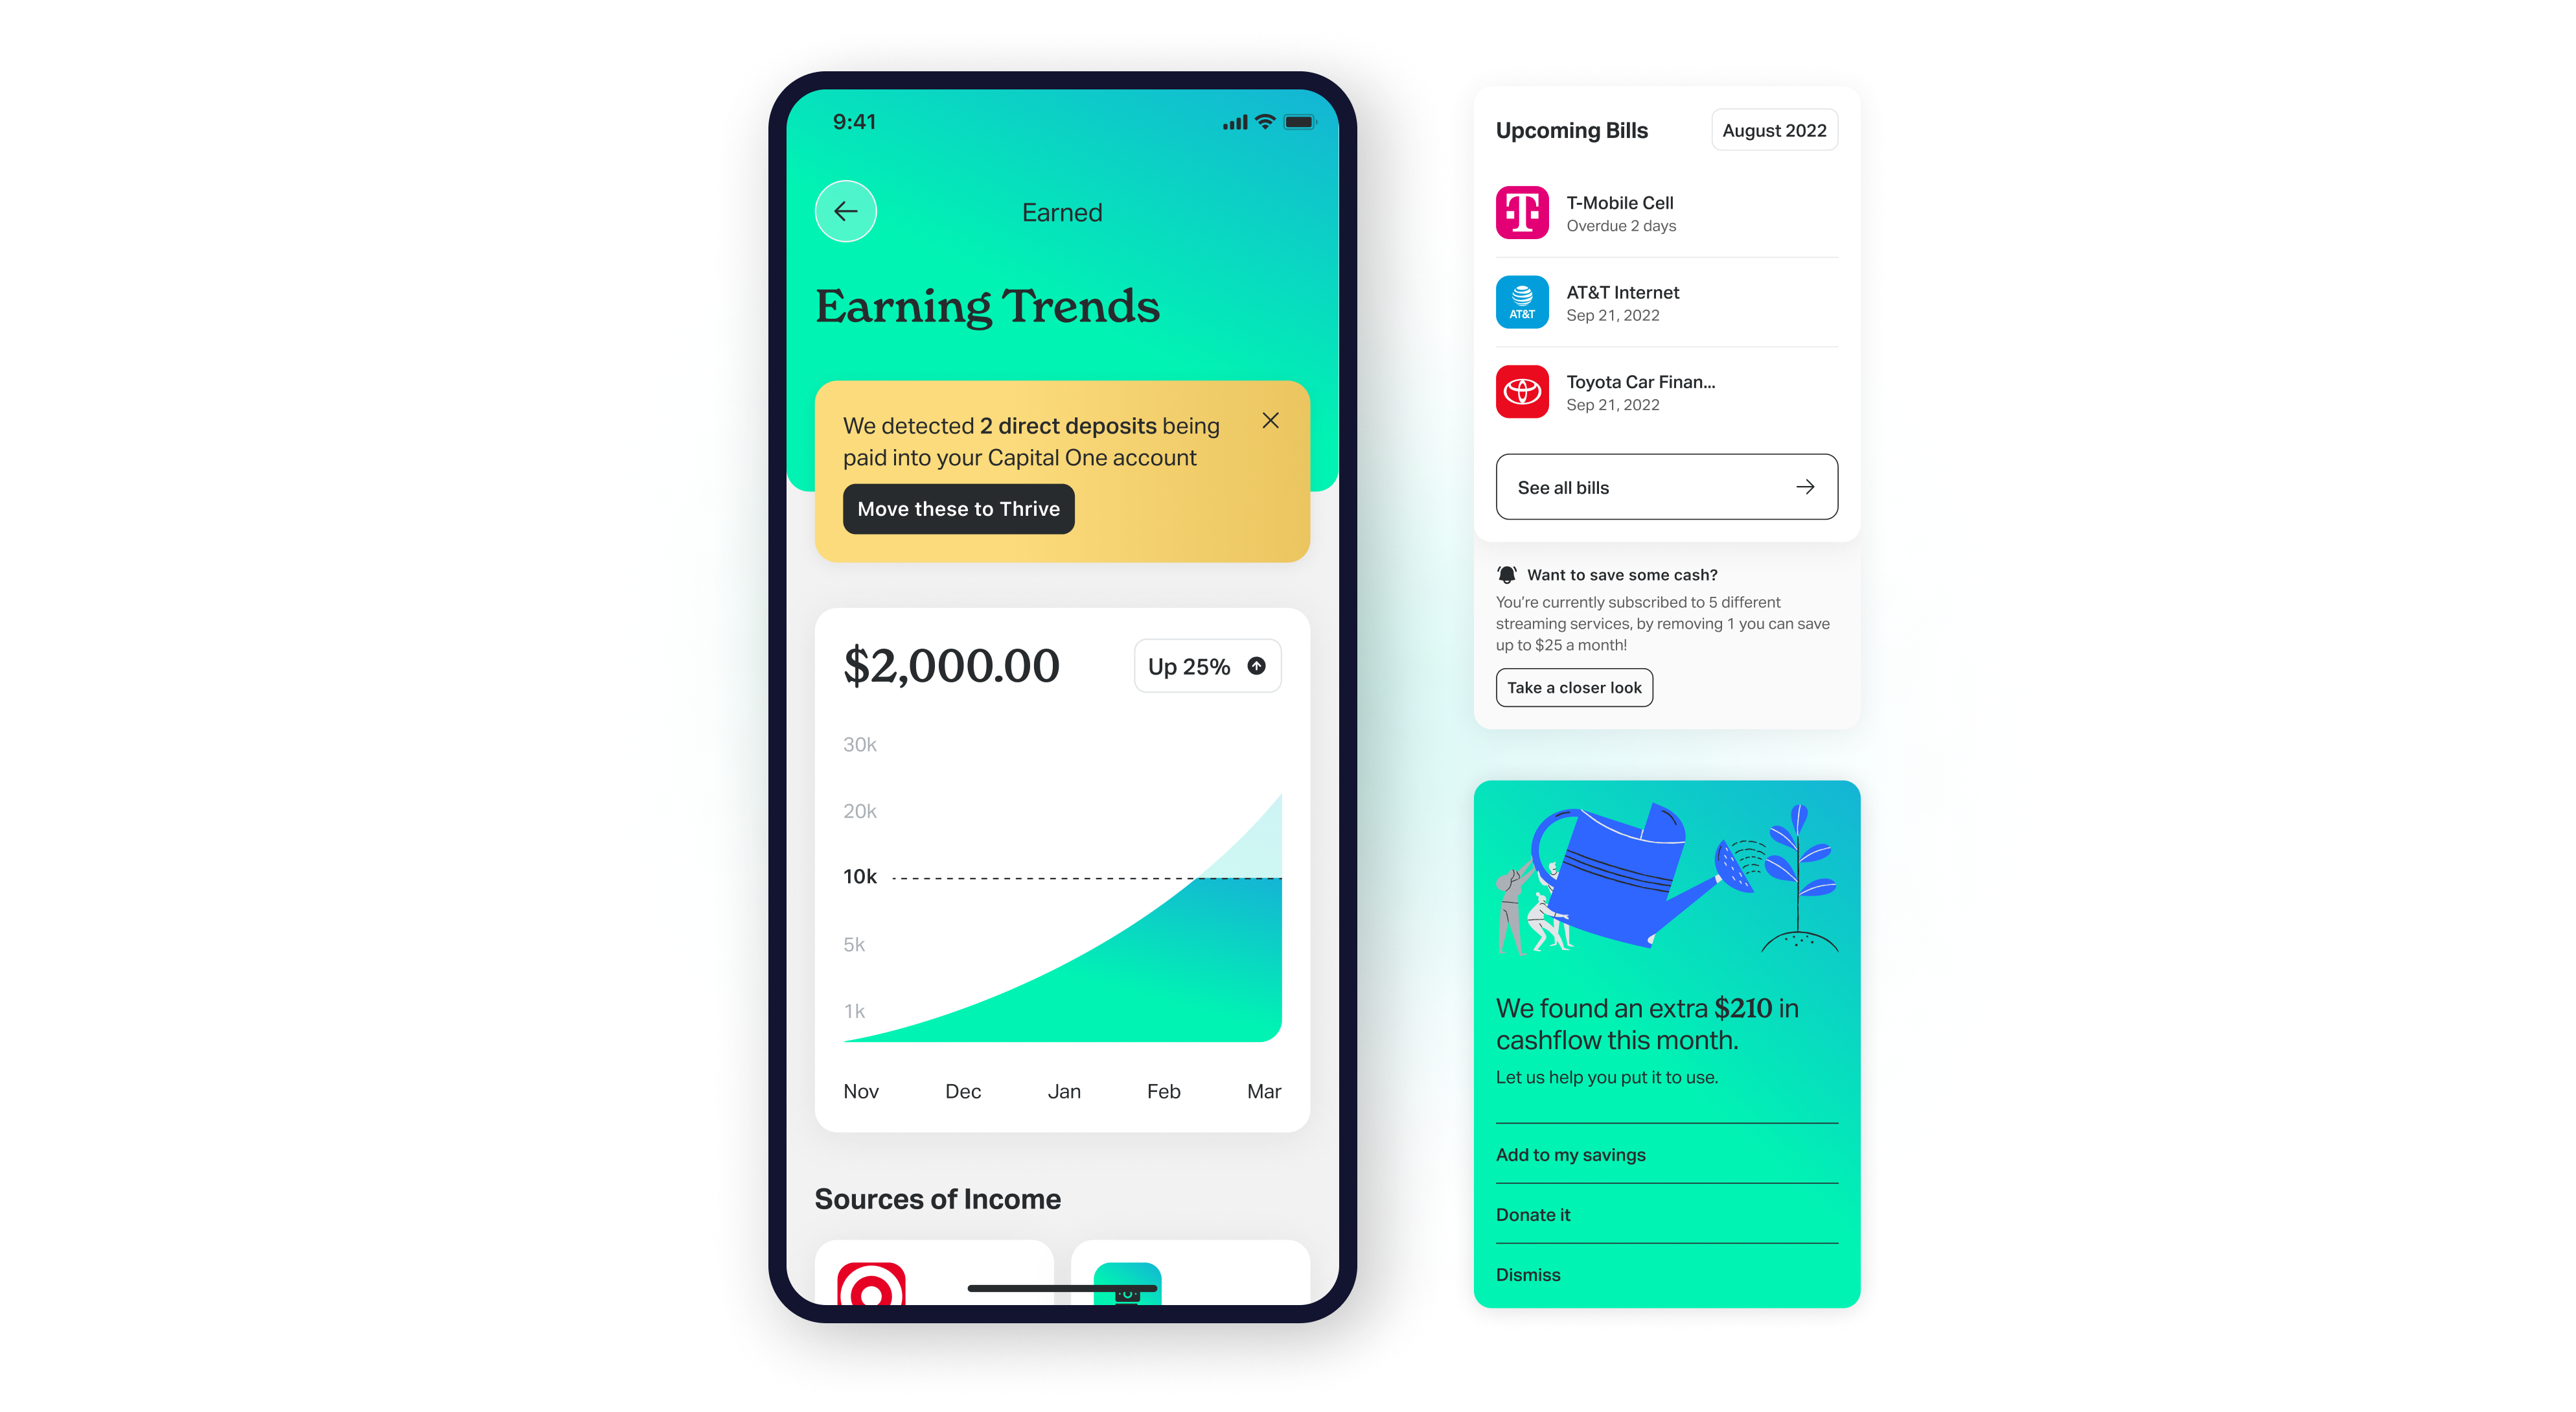 9:41
Earned
Earning Trends
We detected 2 direct deposits being
paid into your Capital One account
Move these to Thrive
$2,000.00
Up 25%
30k
20k
10k
5k
1k
Nov Dec Jan Feb Mar
Sources of Income
Upcoming Bills
August 2022
T-Mobile Cell
Overdue 2 days
AT&T
AT&T Internet
Sep 21, 2022
Toyota Car Finan...
Sep 21, 2022
See all bills
Want to save some cash?
You’re currently subscribed to 5 different
streaming services, by removing 1 you can save
up to $25 a month!
Take a closer look
We found an extra $210 in
cashflow this month.
Let us help you put it to use.
Add to my savings
Donate it
Dismiss